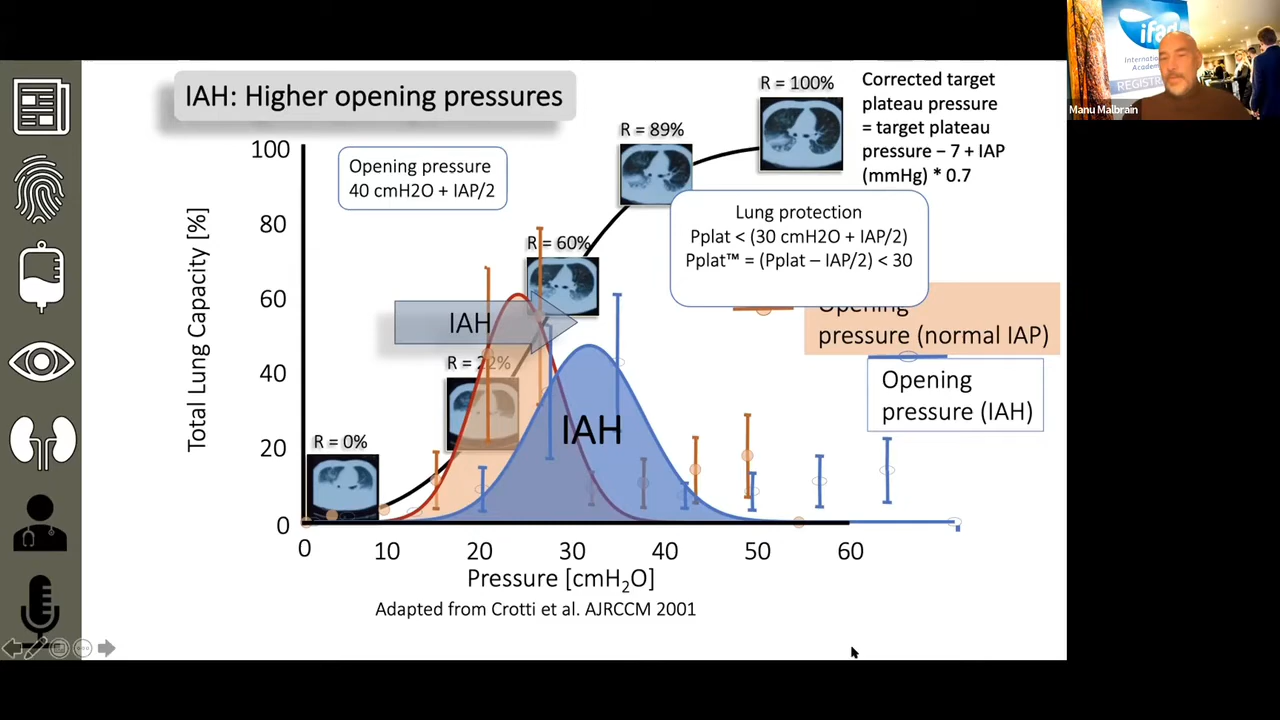 IAH: Higher opening pressures
Opening pressure
40 cmH2O + IAP/2
R = 100%
R = 89%
R = 60%
R = 22%
R = 0%
Corrected target
plateau pressure
= target plateau
pressure – 7 + IAP
(mmHg) * 0.7
Lung protection
Pplat < (30 cmH2O + IAP/2)
Pplat™ = (Pplat – IAP/2) < 30
Opening
pressure (normal IAP)
Opening
pressure (IAH)
IAH
IAH
Total Lung Capacity [%]
100
80
60
40
20
0
0 10 20 30 40 50 60
Pressure [cmH₂O]
Adapted from Crotti et al. AJRCCM 2001
ifad
Manu Malbrain